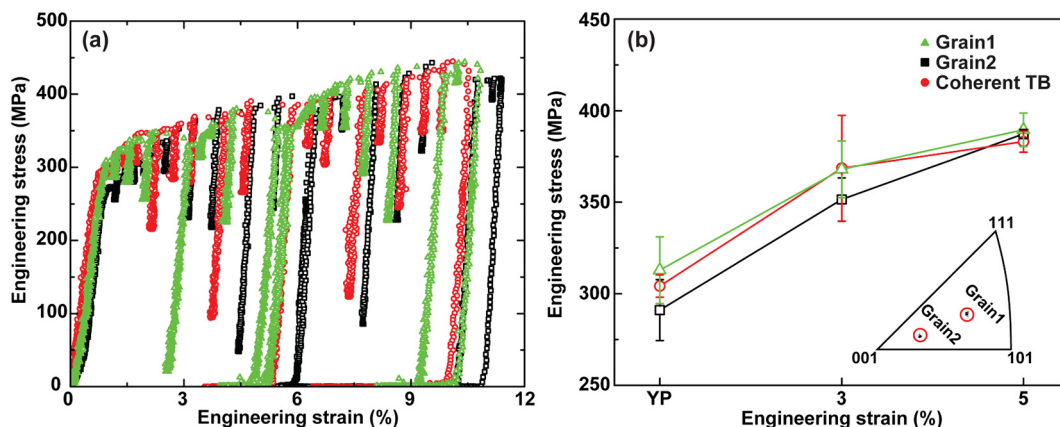 (a)
Engineering stress (MPa)
500
400
300
200
100
0
0
3
6
9
12
Engineering strain (%)
(b)
Grain1
Grain2
Coherent TB
Engineering stress (MPa)
450
400
350
300
250
YP
3
5
Engineering strain (%)
111
Grain1
Grain2
001
101